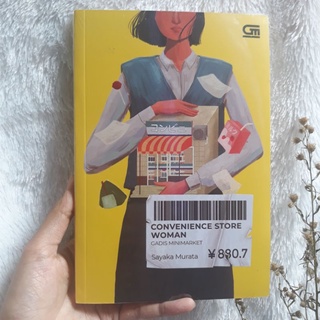 GM
CONVENIENCE STORE
WOMAN
GADIS MINIMARKET
Sayaka Murata
¥ 880.7